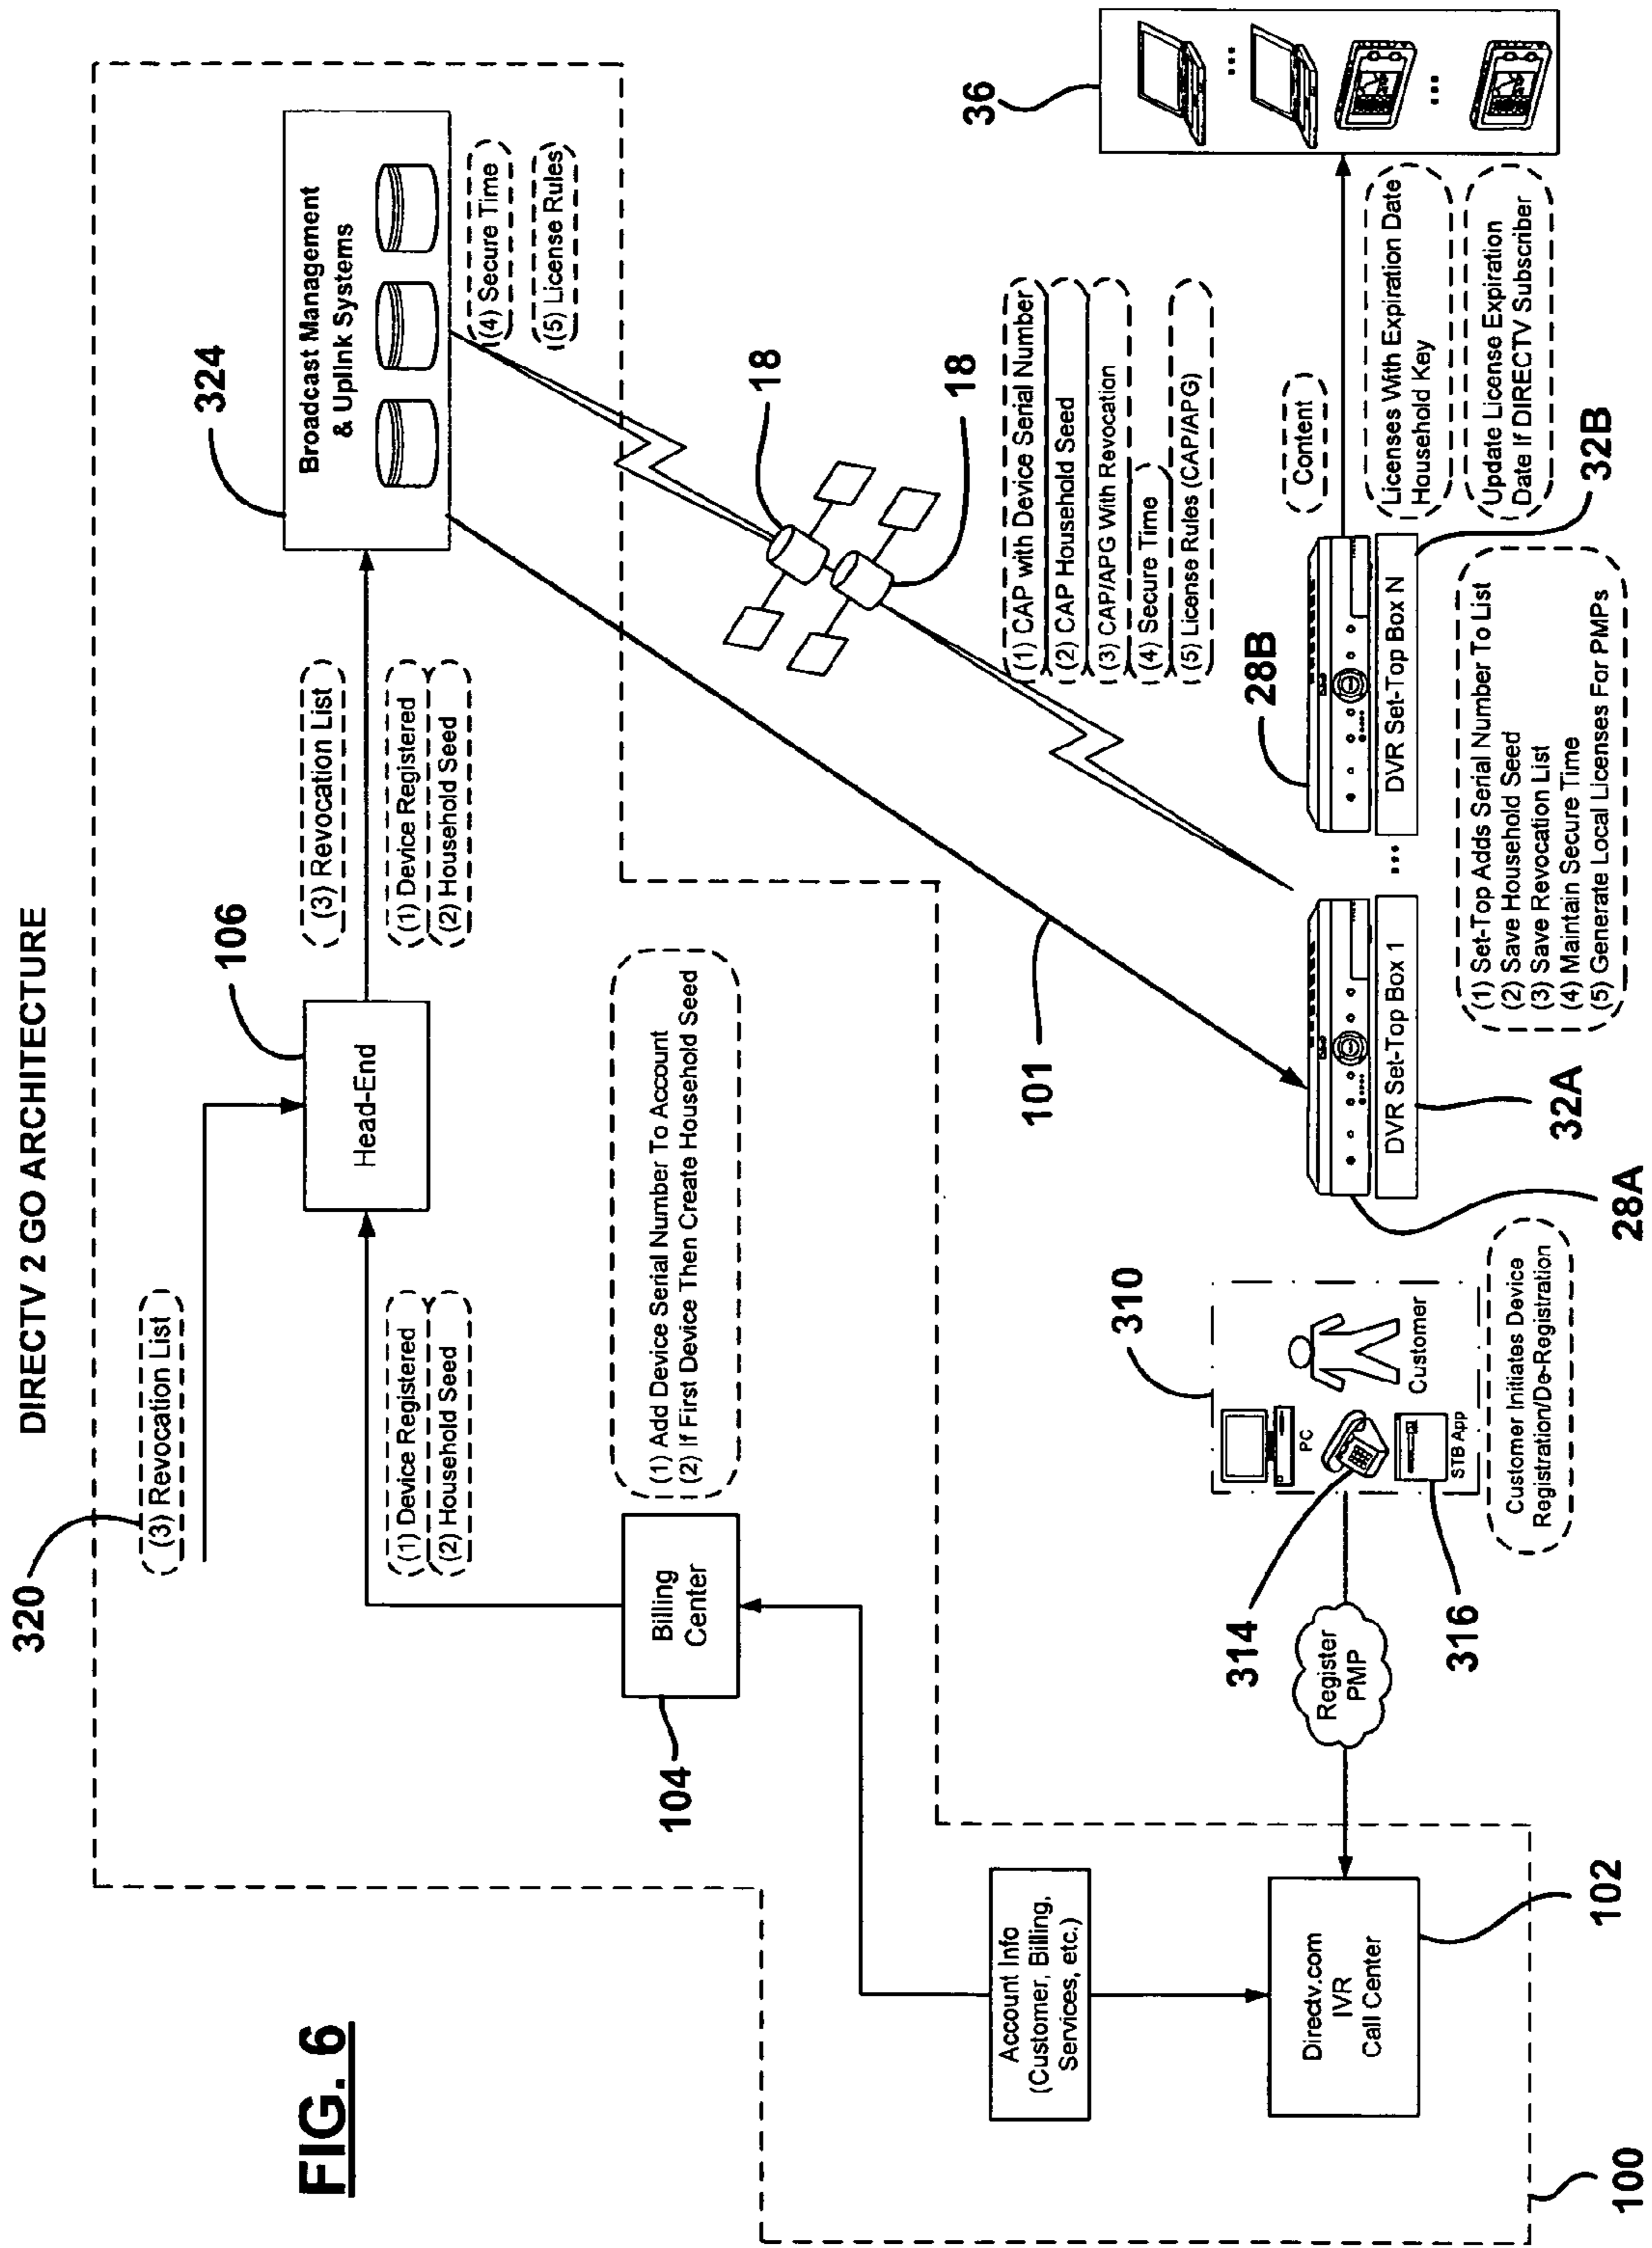 DIRECTV 2 GO ARCHITECTURE
FIG. 6
320
(3) Revocation List
106
Head-End
(3) Revocation List
(1) Device Registered
(2) Household Seed
324
Broadcast Management
& Uplink Systems
(4) Secure Time
(5) License Rules
(1) Device Registered
(2) Household Seed
Billing
Center
104
(1) Add Device Serial Number To Account
(2) If First Device Then Create Household Seed
18
18
101
(1) CAP with Device Serial Number
(2) CAP Household Seed
(3) CAP/APG With Revocation
(4) Secure Time
(5) License Rules (CAP/APG)
36
Account Info
(Customer, Billing,
Services, etc.)
Directv.com
IVR
Call Center
102
100
Register
PMP
310
PC
314
STB App
316
Customer
Customer Initiates Device
Registration/De-Registration
28A
DVR Set-Top Box 1
32A
...
28B
DVR Set-Top Box N
32B
(1) Set-Top Adds Serial Number To List
(2) Save Household Seed
(3) Save Revocation List
(4) Maintain Secure Time
(5) Generate Local Licenses For PMPs
Content
Licenses With Expiration Date
Household Key
Update License Expiration
Date If DIRECTV Subscriber
...
...